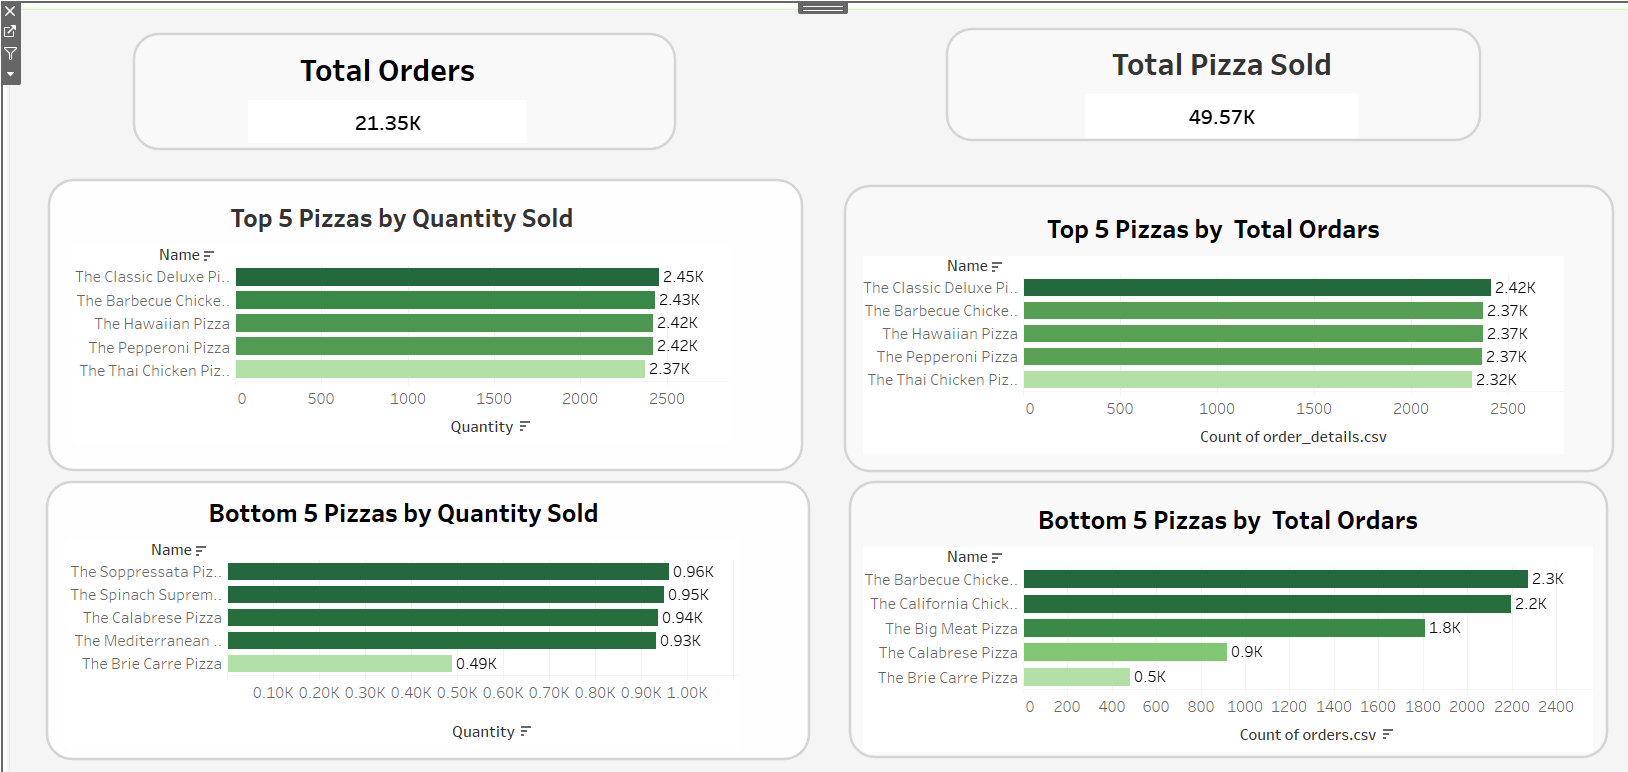 Total Orders
21.35K
Total Pizza Sold
49.57K
Top 5 Pizzas by Quantity Sold
Name
The Classic Deluxe Pi.. 2.45K
The Barbecue Chicke.. 2.43K
The Hawaiian Pizza 2.42K
The Pepperoni Pizza 2.42K
The Thai Chicken Piz.. 2.37K
0 500 1000 1500 2000 2500
Quantity
Top 5 Pizzas by  Total Ordars
Name
The Classic Deluxe Pi.. 2.42K
The Barbecue Chicke.. 2.37K
The Hawaiian Pizza 2.37K
The Pepperoni Pizza 2.37K
The Thai Chicken Piz.. 2.32K
0 500 1000 1500 2000 2500
Count of order_details.csv
Bottom 5 Pizzas by Quantity Sold
Name
The Soppressata Piz.. 0.96K
The Spinach Suprem.. 0.95K
The Calabrese Pizza 0.94K
The Mediterranean .. 0.93K
The Brie Carre Pizza 0.49K
0.10K 0.20K 0.30K 0.40K 0.50K 0.60K 0.70K 0.80K 0.90K 1.00K
Quantity
Bottom 5 Pizzas by  Total Ordars
Name
The Barbecue Chicke.. 2.3K
The California Chick.. 2.2K
The Big Meat Pizza 1.8K
The Calabrese Pizza 0.9K
The Brie Carre Pizza 0.5K
0 200 400 600 800 1000 1200 1400 1600 1800 2000 2200 2400
Count of orders.csv